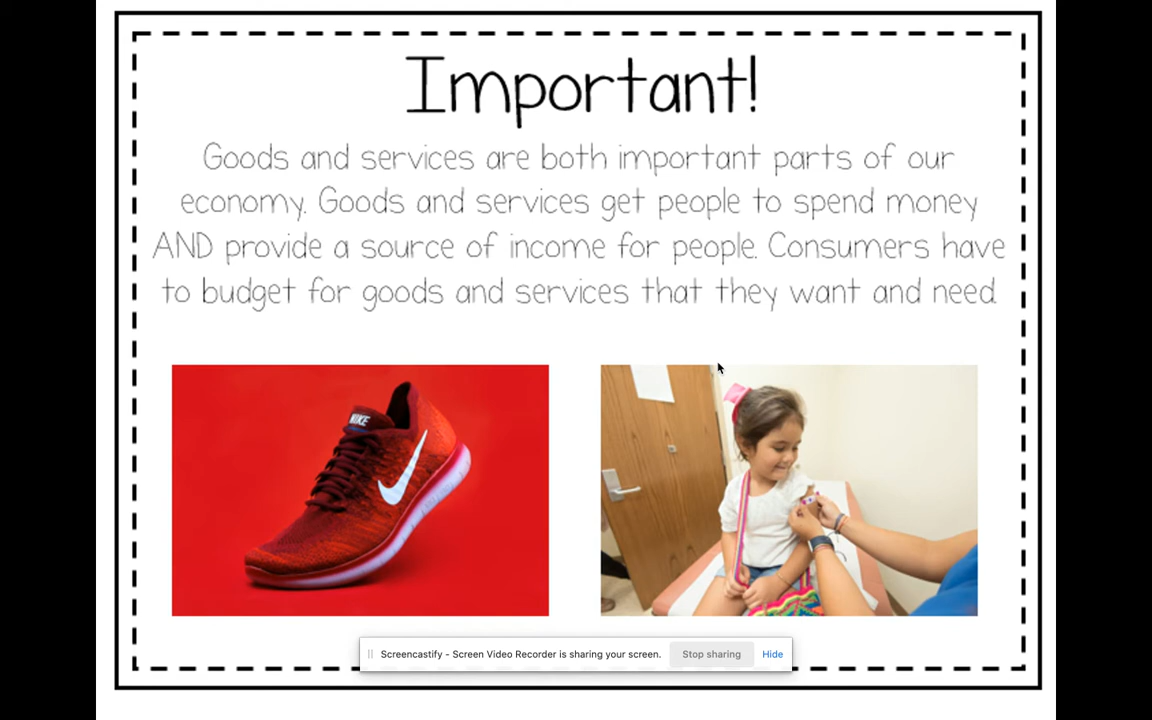 Important!
Goods and services are both important parts of our
economy. Goods and services get people to spend money
AND provide a source of income for people. Consumers have
to budget for goods and services that they want and need.
NIKE
Screencastify - Screen Video Recorder is sharing your screen. Stop sharing Hide